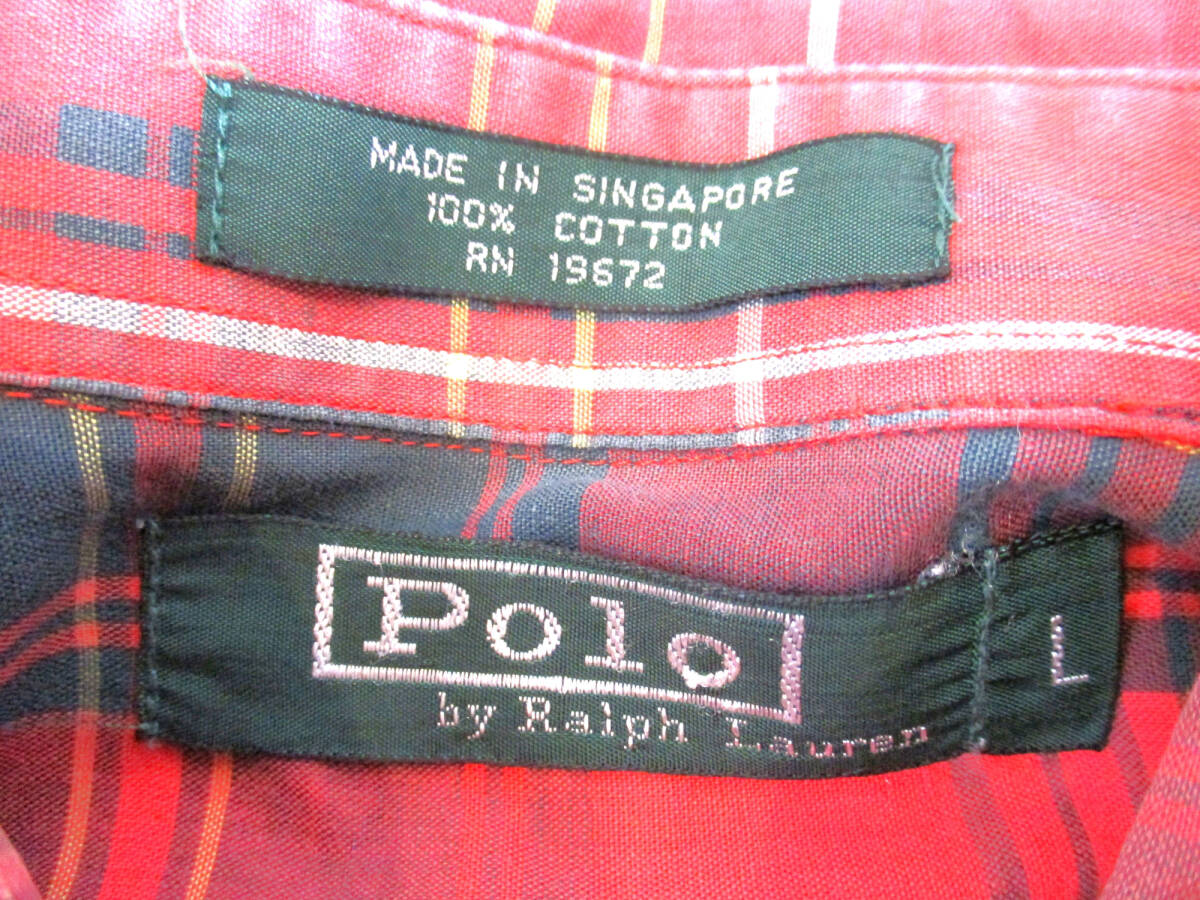 MADE IN SINGAPORE
100% COTTON
RN 19672
Polo
by Ralph Lauren
L